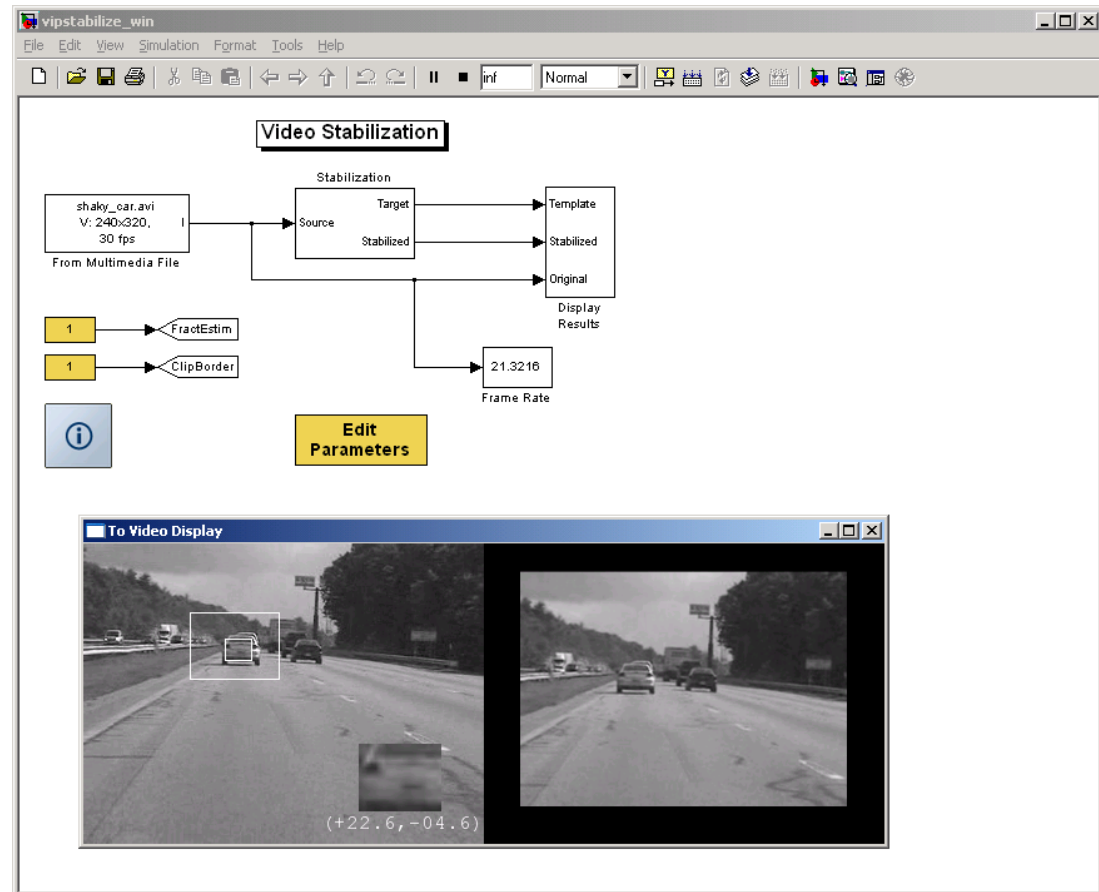 vipstabilize_win
File Edit View Simulation Format Tools Help
inf Normal
Video Stabilization
Stabilization
shaky_car.avi
V: 240x320,
30 fps
I
From Multimedia File
Source
Target
Stabilized
Template
Stabilized
Original
Display
Results
1
FractEstim
1
ClipBorder
21.3216
Frame Rate
Edit
Parameters
To Video Display
(+22.6,-04.6)